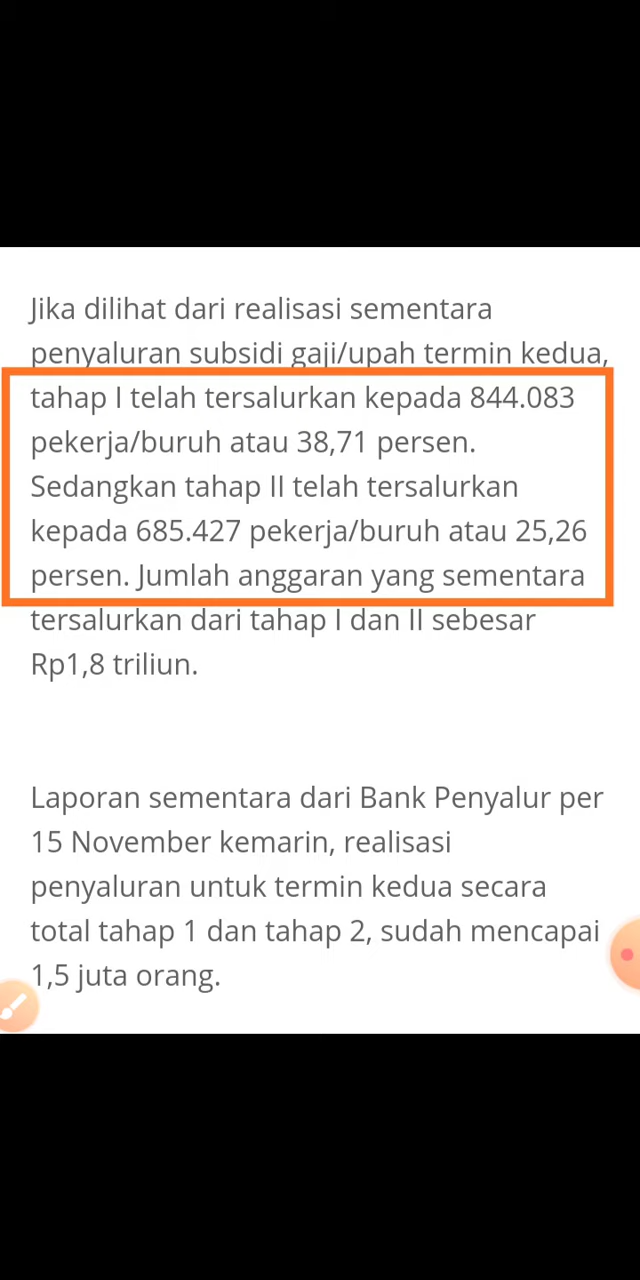 Jika dilihat dari realisasi sementara
penyaluran subsidi gaji/upah termin kedua,
tahap I telah tersalurkan kepada 844.083
pekerja/buruh atau 38,71 persen.
Sedangkan tahap II telah tersalurkan
kepada 685.427 pekerja/buruh atau 25,26
persen. Jumlah anggaran yang sementara
tersalurkan dari tahap I dan II sebesar
Rp1,8 triliun.
Laporan sementara dari Bank Penyalur per
15 November kemarin, realisasi
penyaluran untuk termin kedua secara
total tahap 1 dan tahap 2, sudah mencapai
1,5 juta orang.